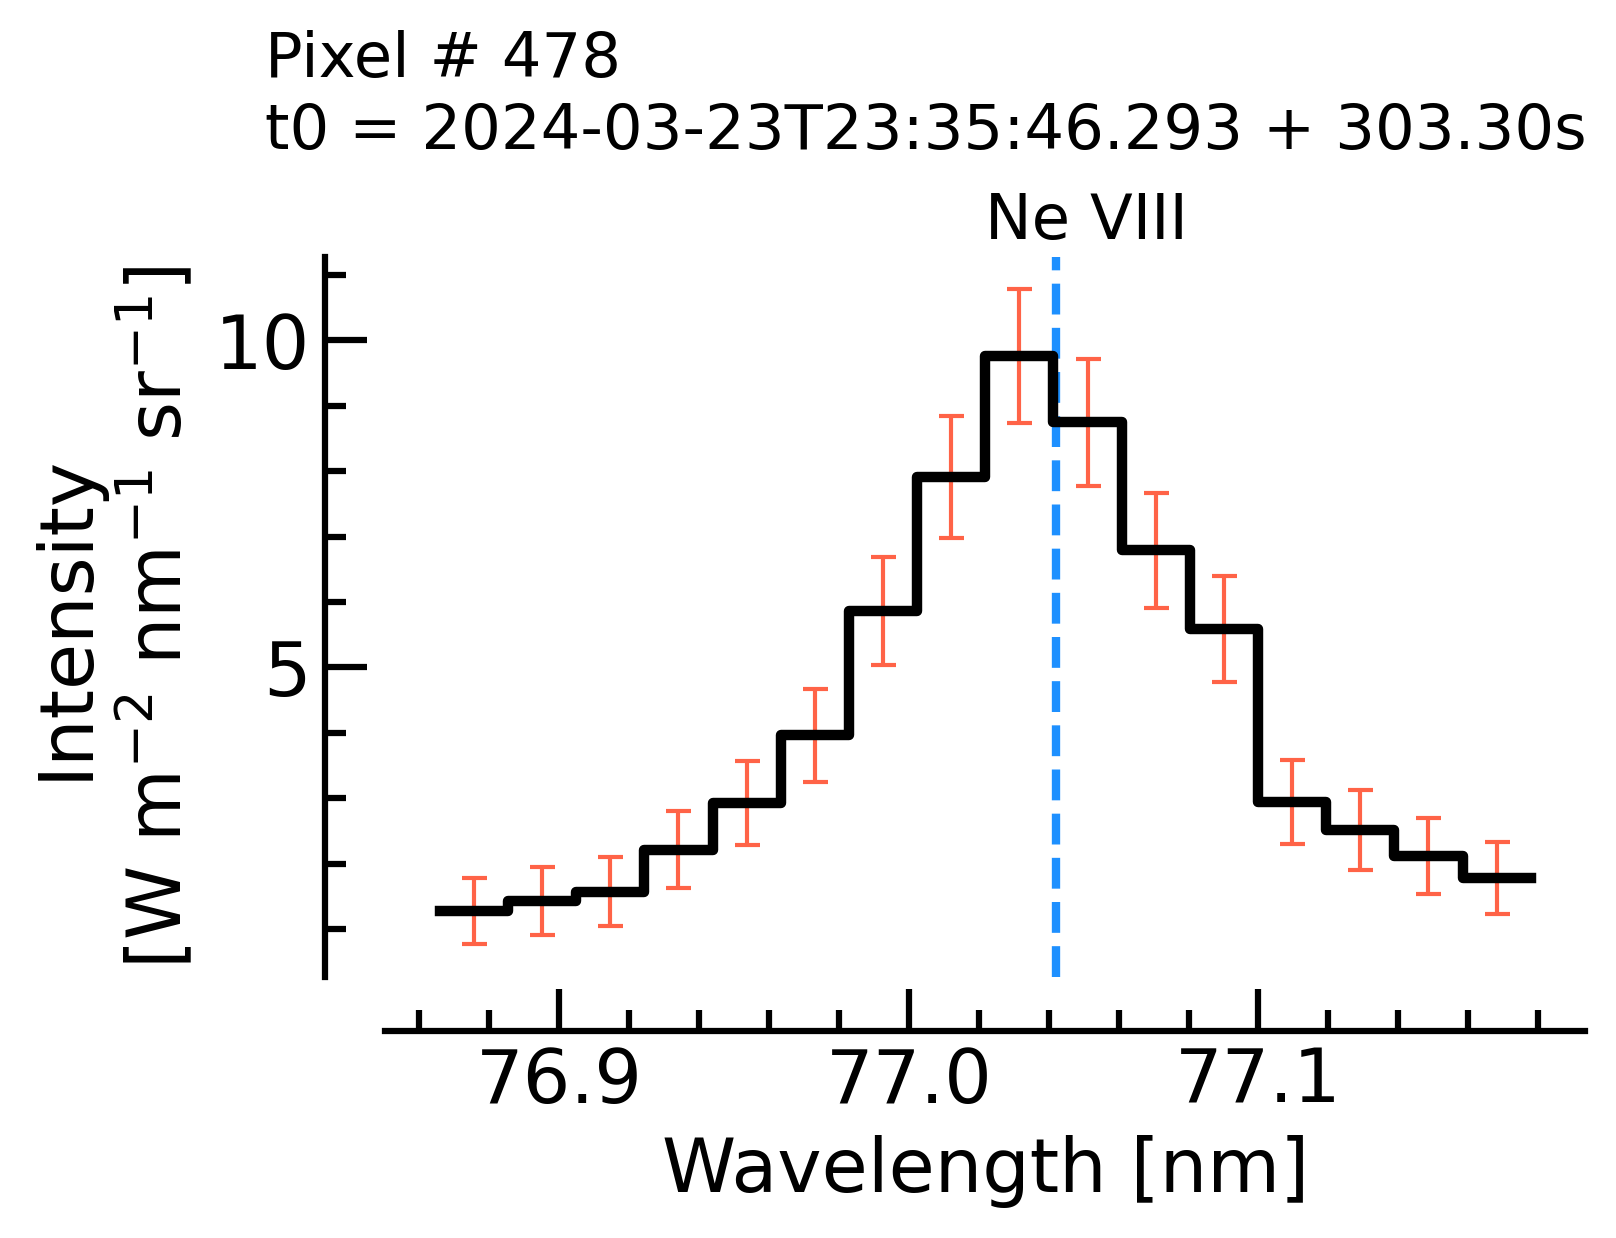 Pixel # 478
t0 = 2024-03-23T23:35:46.293 + 303.30s
Ne VIII
Intensity
[W m⁻² nm⁻¹ sr⁻¹]
10
5
76.9 77.0 77.1
Wavelength [nm]